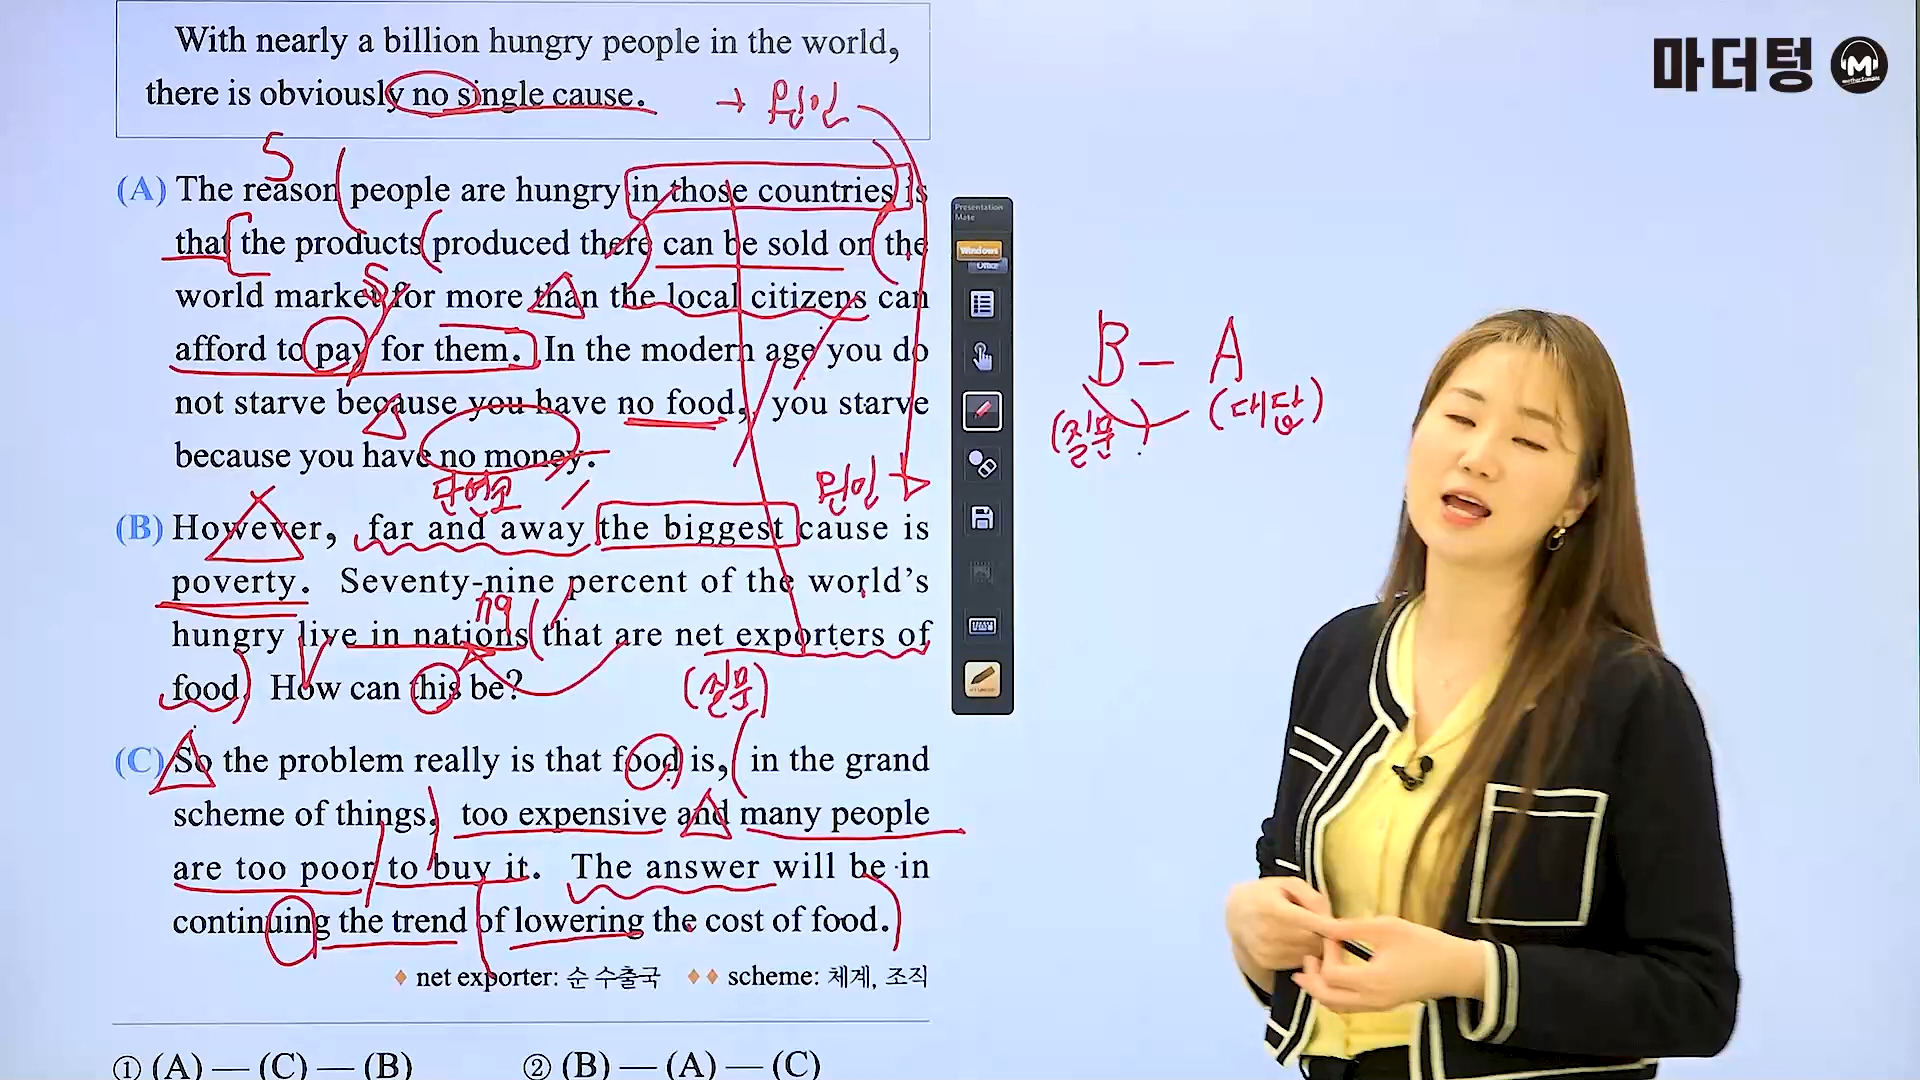 With nearly a billion hungry people in the world,
there is obviously no single cause.
→ 원인
마더텅
M
S
(A) The reason people are hungry in those countries is
that the products produced there can be sold on the
S
world market for more than the local citizens can
afford to pay for them. In the modern age you do
not starve because you have no food, you starve
because you have no money.
단연코
원인
(B) However, far and away the biggest cause is
poverty. Seventy-nine percent of the world's
hungry live in nations that are net exporters of
food. How can this be?
(질문)
(C) So the problem really is that food is, in the grand
scheme of things, too expensive and many people
are too poor to buy it. The answer will be in
continuing the trend of lowering the cost of food.
◆ net exporter: 순 수출국 ◆◆ scheme: 체계, 조직
① (A) — (C) — (B) ② (B) — (A) — (C)
Presentation
Mate
Windows
Office
B – A
(질문) (대답)